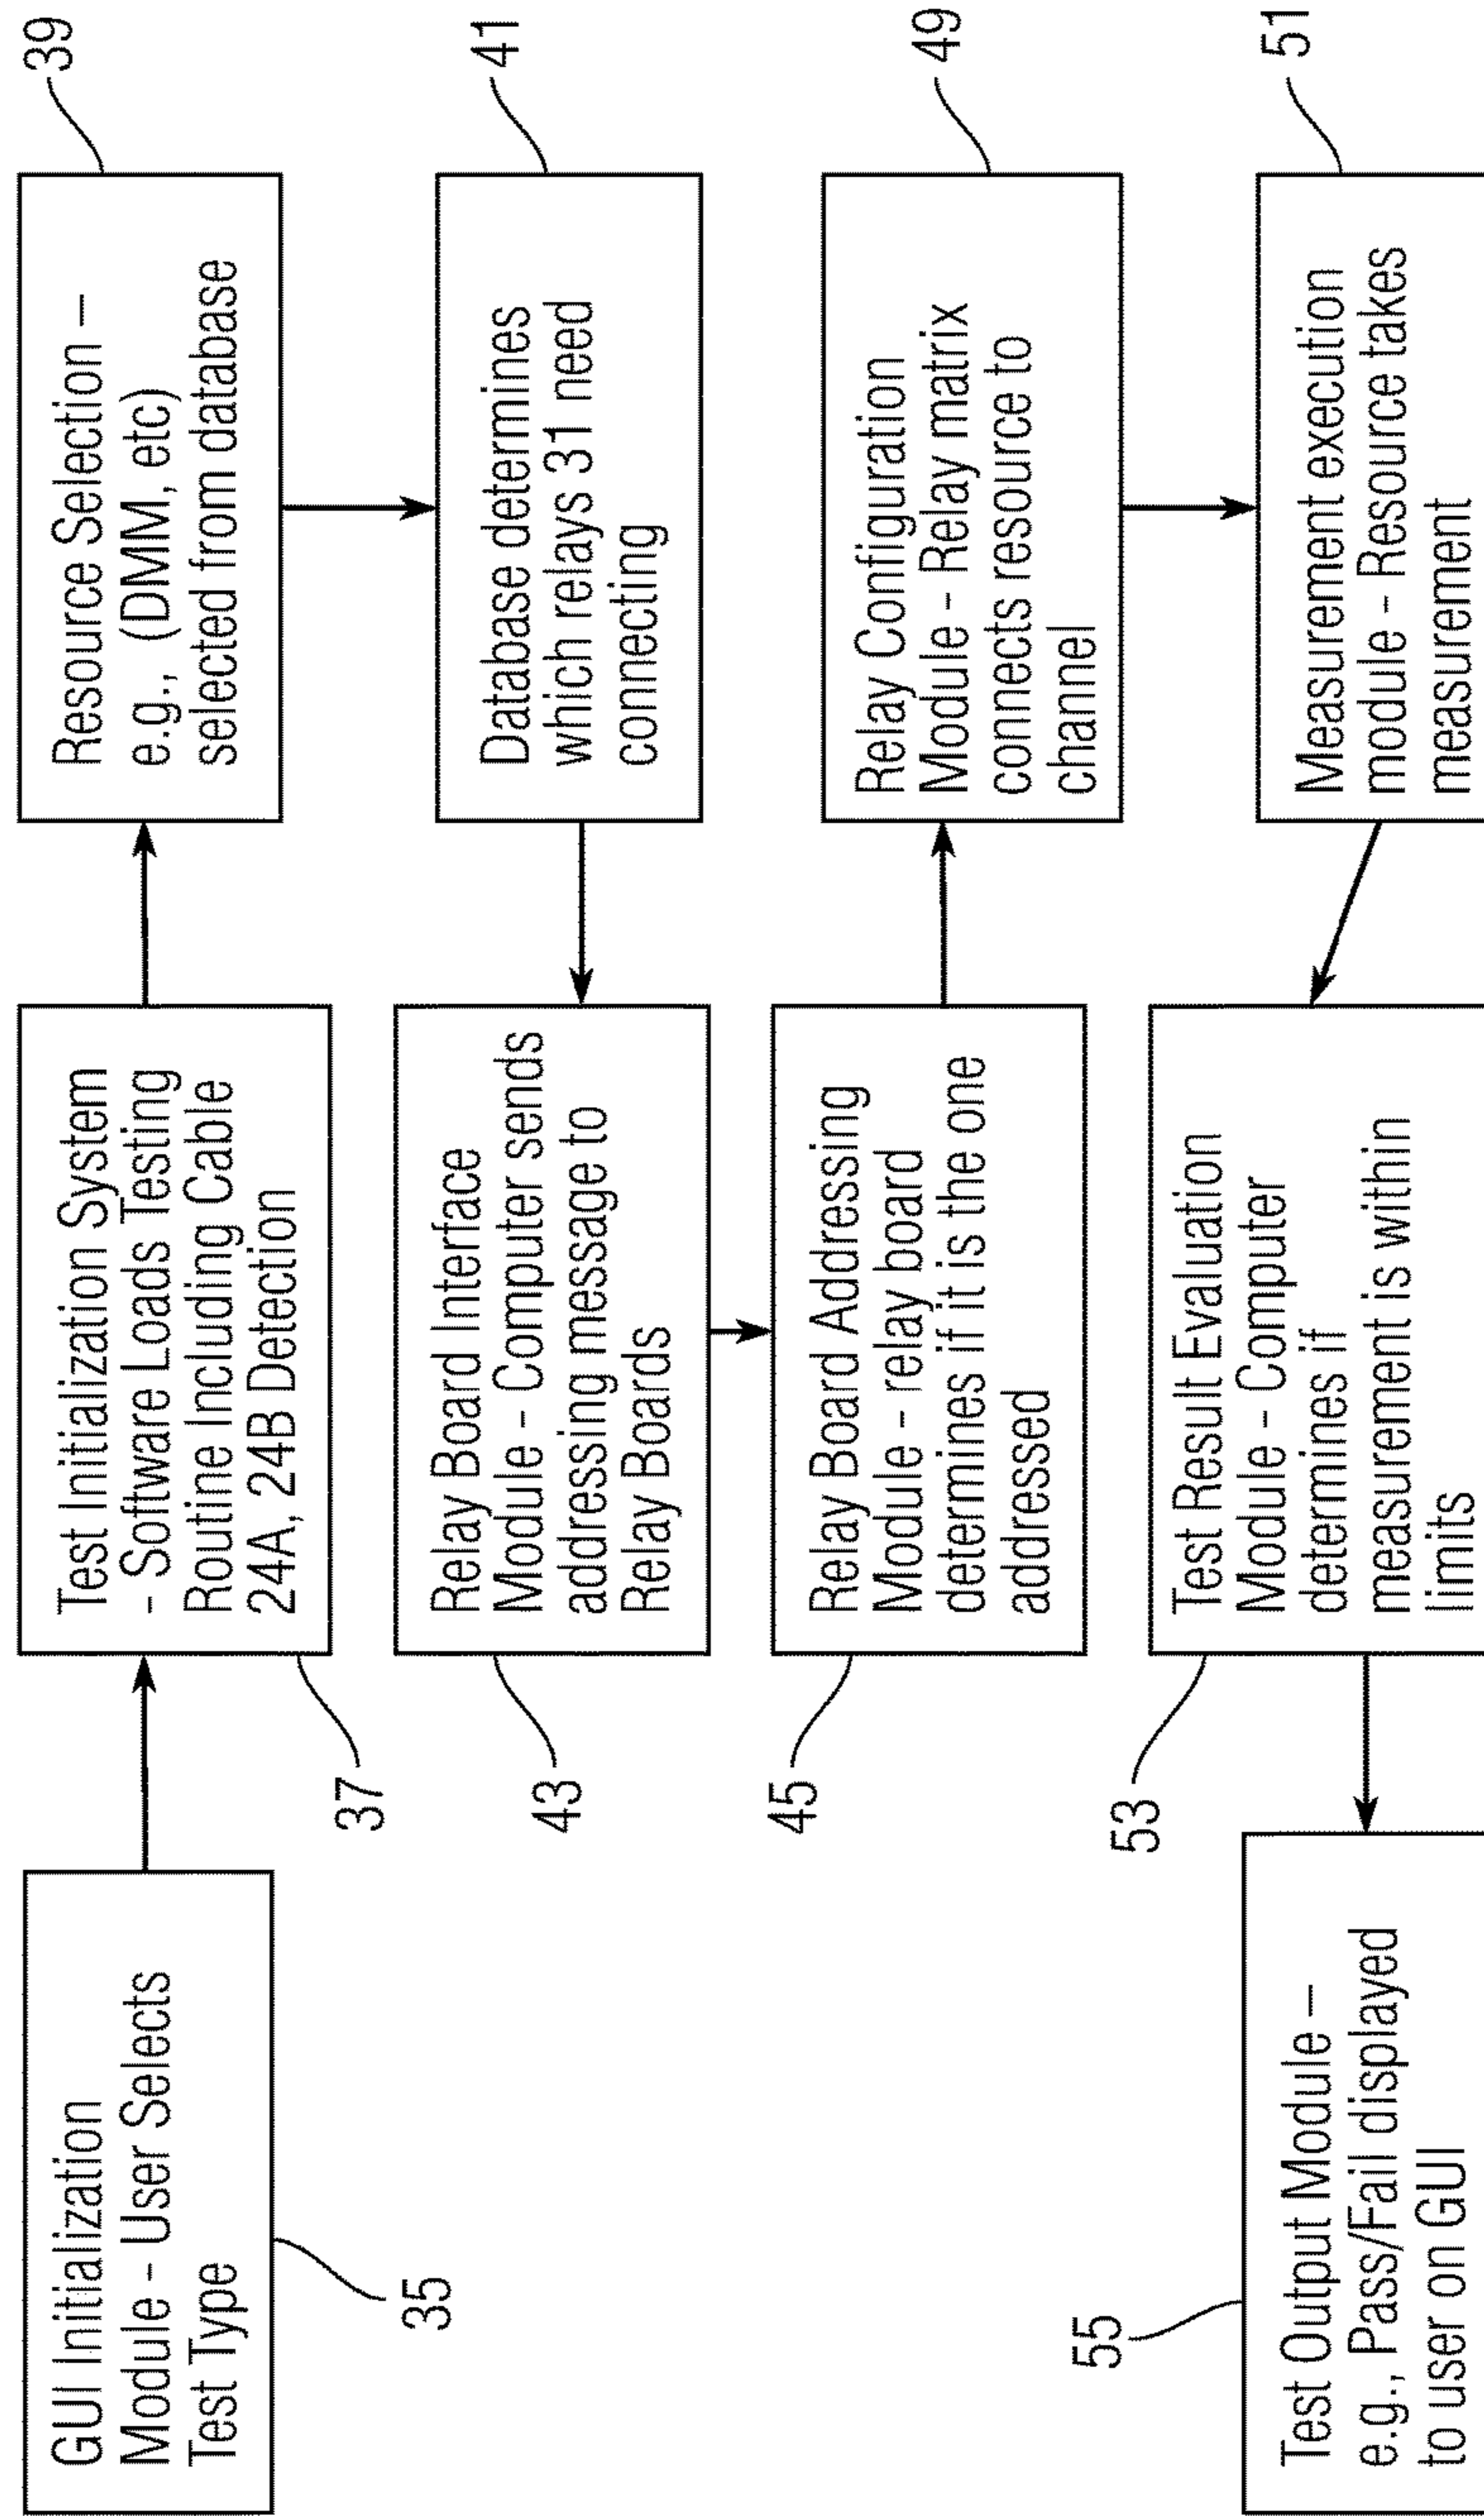 GUI Initialization
Module - User Selects
Test Type
35
Test Initialization System
- Software Loads Testing
Routine Including Cable
24A, 24B Detection
37
Resource Selection –
e.g., (DMM, etc)
selected from database
39
Database determines
which relays 31 need
connecting
41
Relay Board Interface
Module - Computer sends
addressing message to
Relay Boards
43
Relay Board Addressing
Module - relay board
determines if it is the one
addressed
45
Relay Configuration
Module - Relay matrix
connects resource to
channel
49
Measurement execution
module - Resource takes
measurement
51
Test Result Evaluation
Module - Computer
determines if
measurement is within
limits
53
Test Output Module –
e.g., Pass/Fail displayed
to user on GUI
55